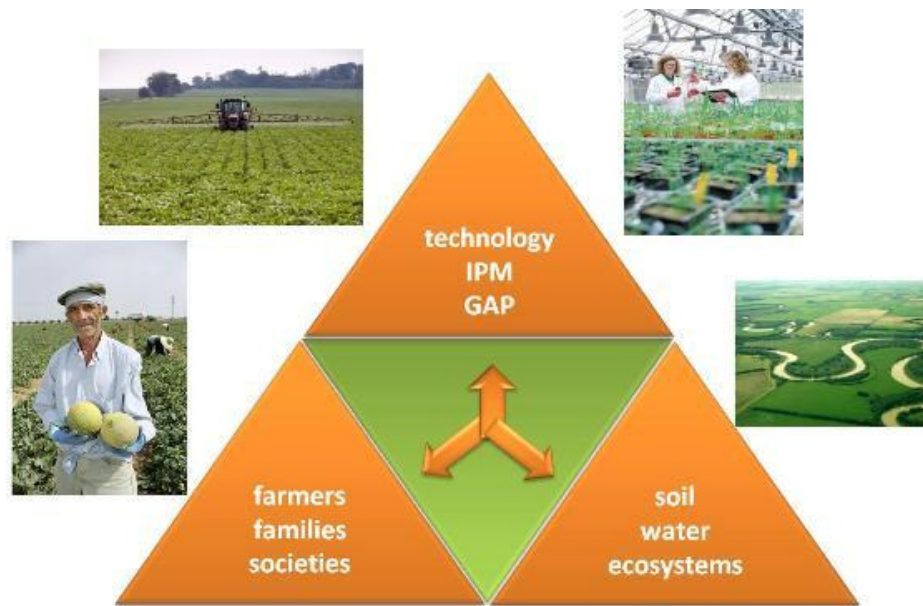 technology
IPM
GAP
farmers
families
societies
soil
water
ecosystems